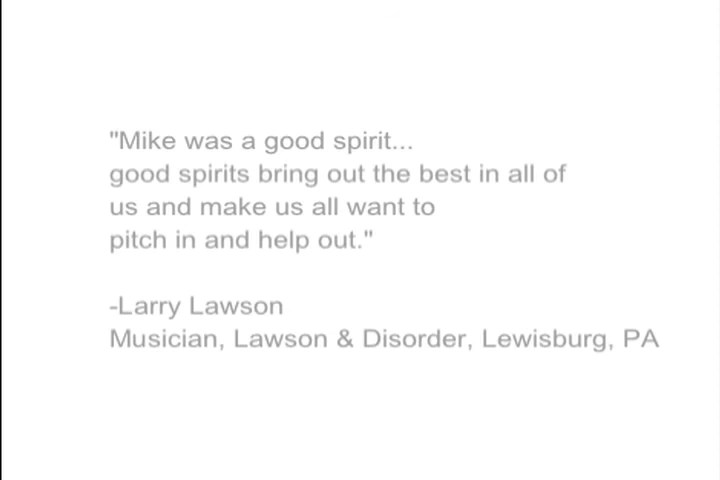 "Mike was a good spirit...
good spirits bring out the best in all of
us and make us all want to
pitch in and help out."
-Larry Lawson
Musician, Lawson & Disorder, Lewisburg, PA